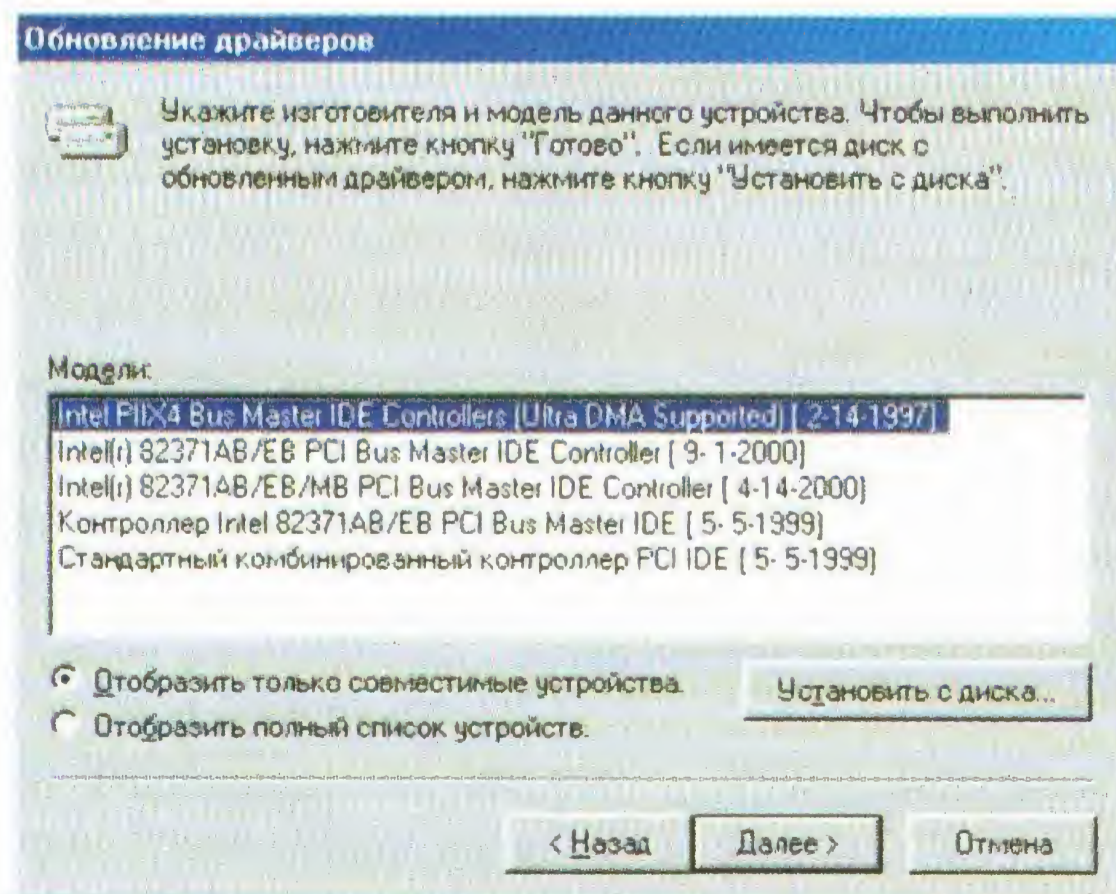 Обновление драйверов
Укажите изготовителя и модель данного устройства. Чтобы выполнить
установку, нажмите кнопку "Готово". Если имеется диск с
обновленным драйвером, нажмите кнопку "Установить с диска".
Модели:
Intel PIIX4 Bus Master IDE Controllers (Ultra DMA Supported) [ 2-14-1997]
Intel(r) 82371AB/EB PCI Bus Master IDE Controller [ 9- 1-2000]
Intel(r) 82371AB/EB/MB PCI Bus Master IDE Controller [ 4-14-2000]
Контроллер Intel 82371AB/EB PCI Bus Master IDE [ 5- 5-1999]
Стандартный комбинированный контроллер PCI IDE [ 5- 5-1999]
Отобразить только совместимые устройства.
Установить с диска...
Отобразить полный список устройств.
< Назад
Далее >
Отмена